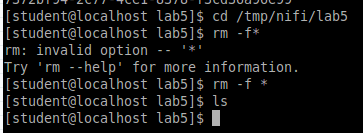 [student@localhost lab5]$ cd /tmp/nifi/lab5
[student@localhost lab5]$ rm -f*
rm: invalid option -- '*'
Try 'rm --help' for more information.
[student@localhost lab5]$ rm -f *
[student@localhost lab5]$ ls
[student@localhost lab5]$